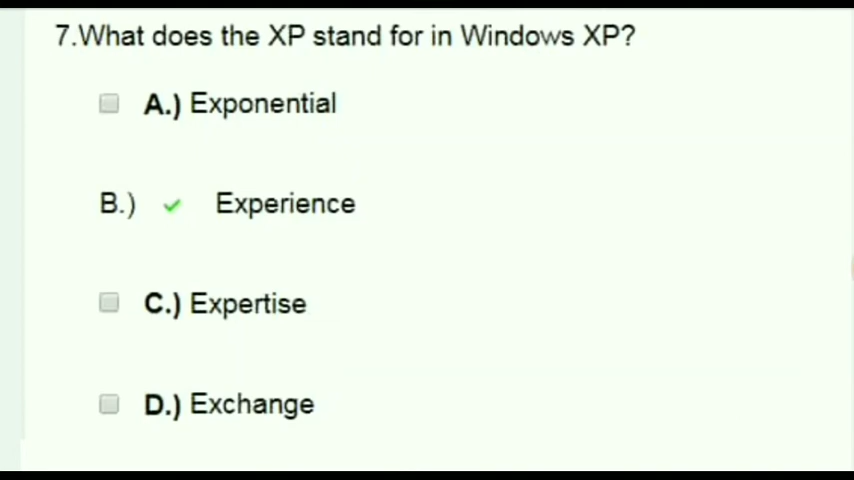 7.What does the XP stand for in Windows XP?
A.) Exponential
B.) Experience
C.) Expertise
D.) Exchange